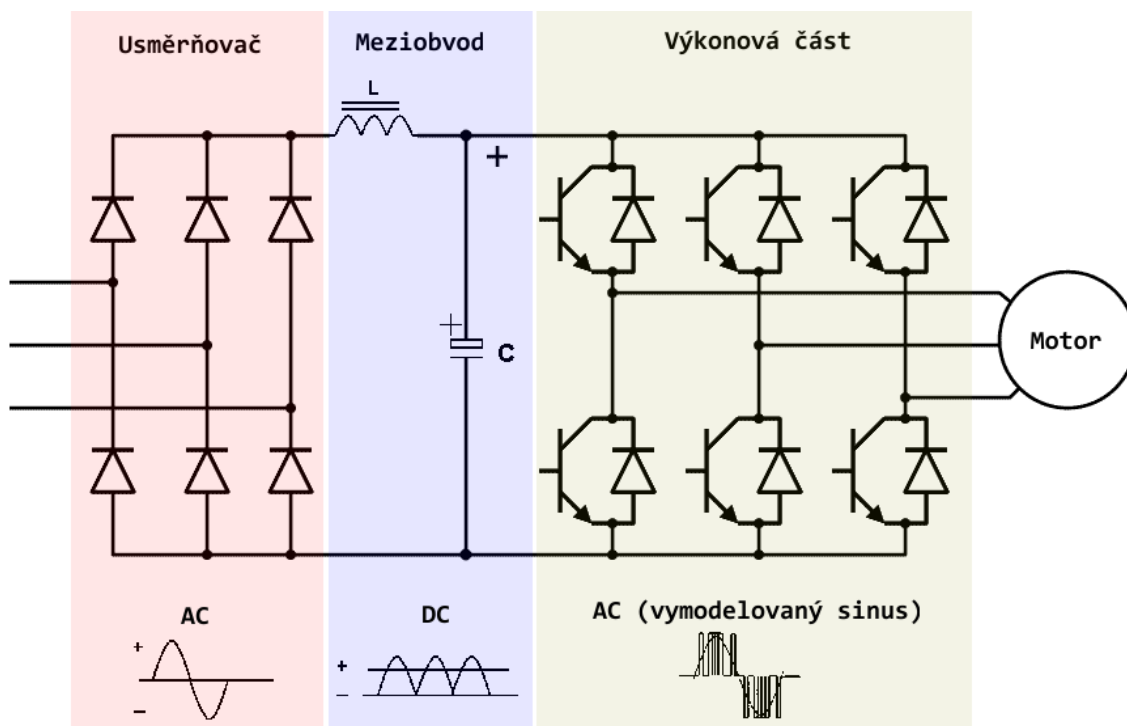 Usměrňovač
Meziobvod
Výkonová část
L
+
+
C
Motor
AC
DC
AC (vymodelovaný sinus)
+
−
+
−